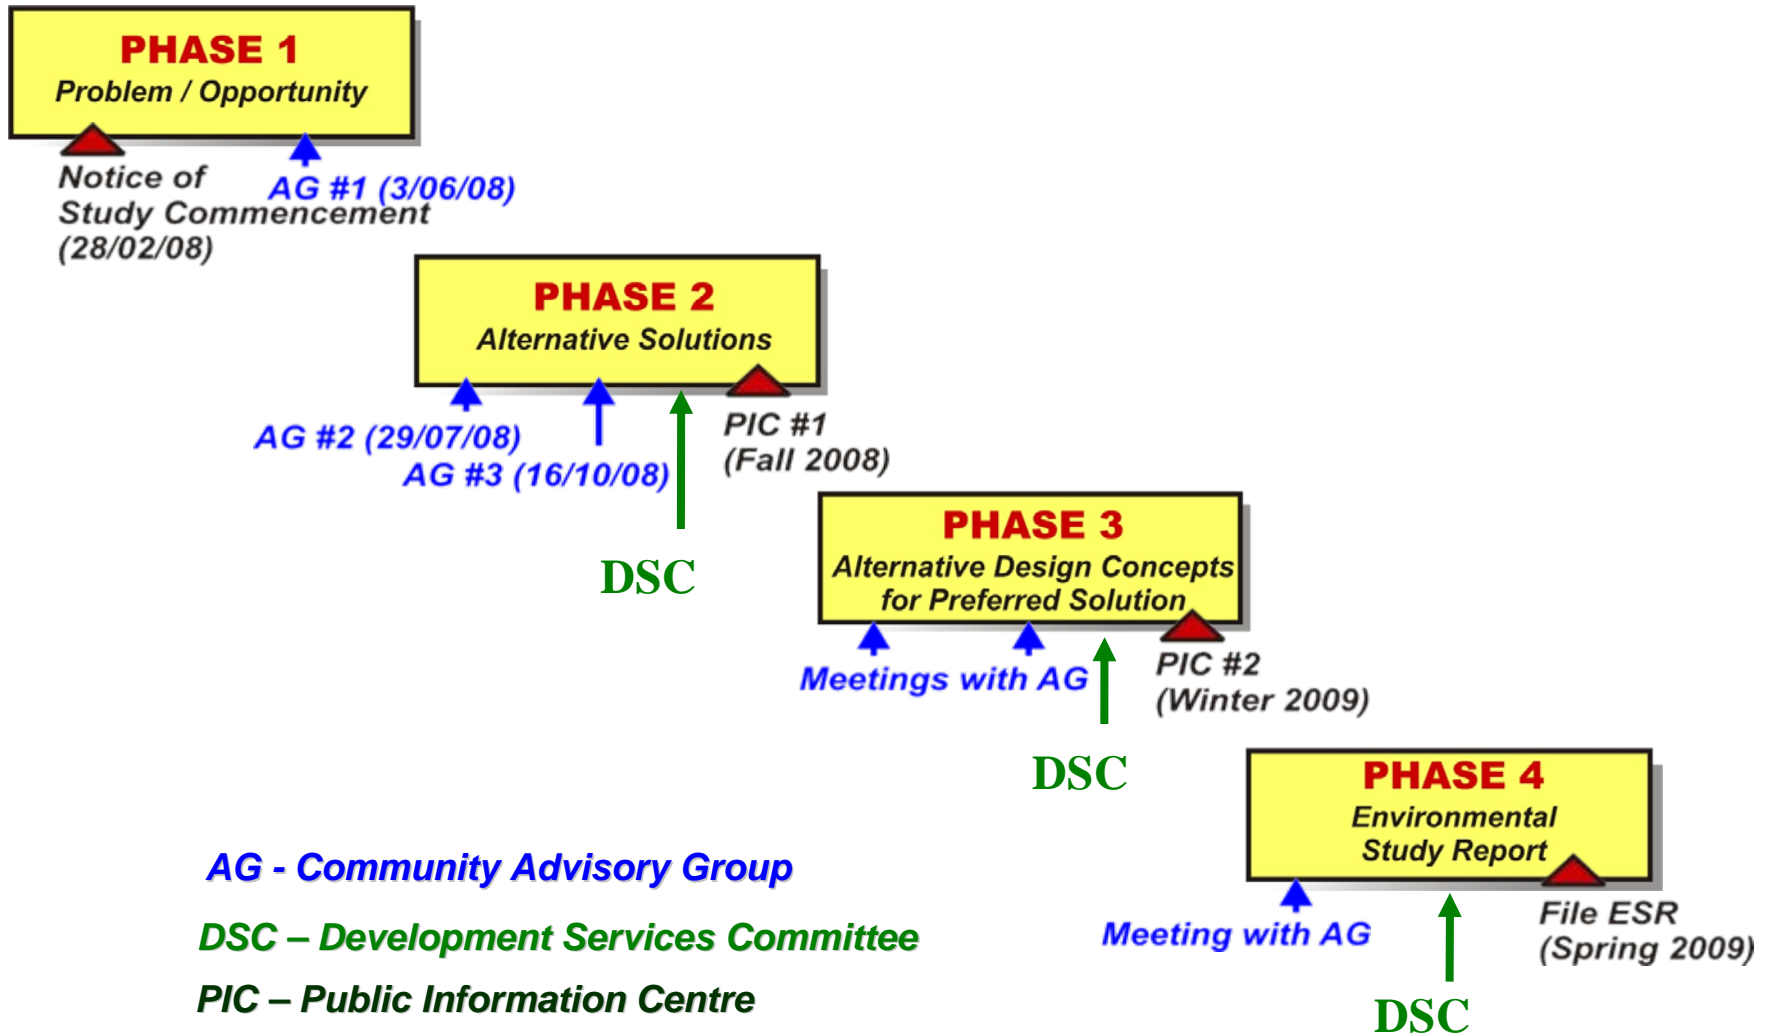 PHASE 1
Problem / Opportunity
Notice of
Study Commencement
(28/02/08)
AG #1 (3/06/08)
PHASE 2
Alternative Solutions
AG #2 (29/07/08)
AG #3 (16/10/08)
DSC
PIC #1
(Fall 2008)
PHASE 3
Alternative Design Concepts
for Preferred Solution
Meetings with AG
DSC
PIC #2
(Winter 2009)
PHASE 4
Environmental
Study Report
Meeting with AG
DSC
File ESR
(Spring 2009)
AG - Community Advisory Group
DSC – Development Services Committee
PIC – Public Information Centre